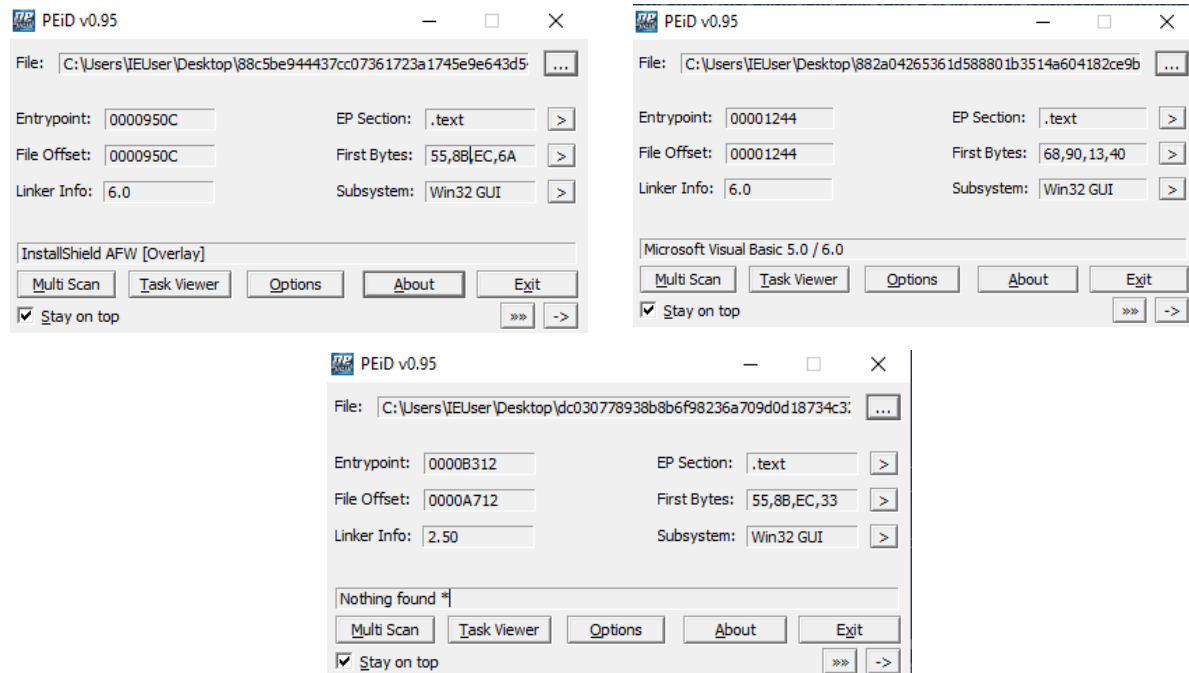 PEiD v0.95
File: C:\Users\IEUser\Desktop\88c5be944437cc07361723a1745e9e643d5 ...
Entrypoint: 0000950C EP Section: .text >
File Offset: 0000950C First Bytes: 55,8B,EC,6A >
Linker Info: 6.0 Subsystem: Win32 GUI >
InstallShield AFW [Overlay]
Multi Scan Task Viewer Options About Exit
Stay on top »» ->
PEiD v0.95
File: C:\Users\IEUser\Desktop\882a04265361d588801b3514a604182ce9b ...
Entrypoint: 00001244 EP Section: .text >
File Offset: 00001244 First Bytes: 68,90,13,40 >
Linker Info: 6.0 Subsystem: Win32 GUI >
Microsoft Visual Basic 5.0 / 6.0
Multi Scan Task Viewer Options About Exit
Stay on top »» ->
PEiD v0.95
File: C:\Users\IEUser\Desktop\dc030778938b8b6f98236a709d0d18734c3 ...
Entrypoint: 0000B312 EP Section: .text >
File Offset: 0000A712 First Bytes: 55,8B,EC,33 >
Linker Info: 2.50 Subsystem: Win32 GUI >
Nothing found *
Multi Scan Task Viewer Options About Exit
Stay on top »» ->